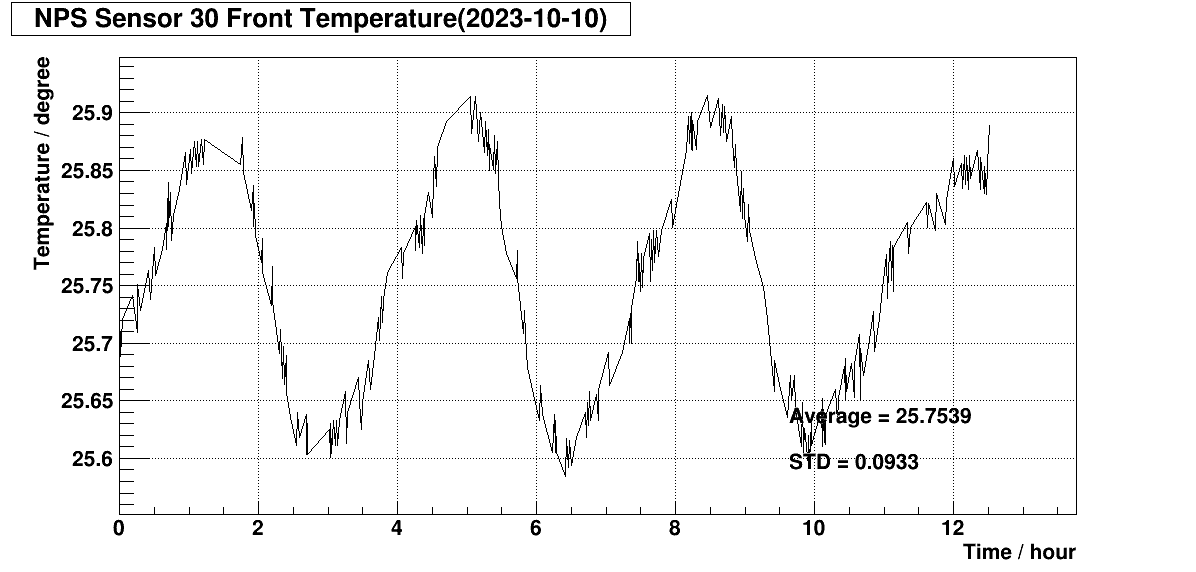 NPS Sensor 30 Front Temperature(2023-10-10)
Temperature / degree
25.9
25.85
25.8
25.75
25.7
25.65
25.6
Average = 25.7539
STD = 0.0933
0 2 4 6 8 10 12
Time / hour